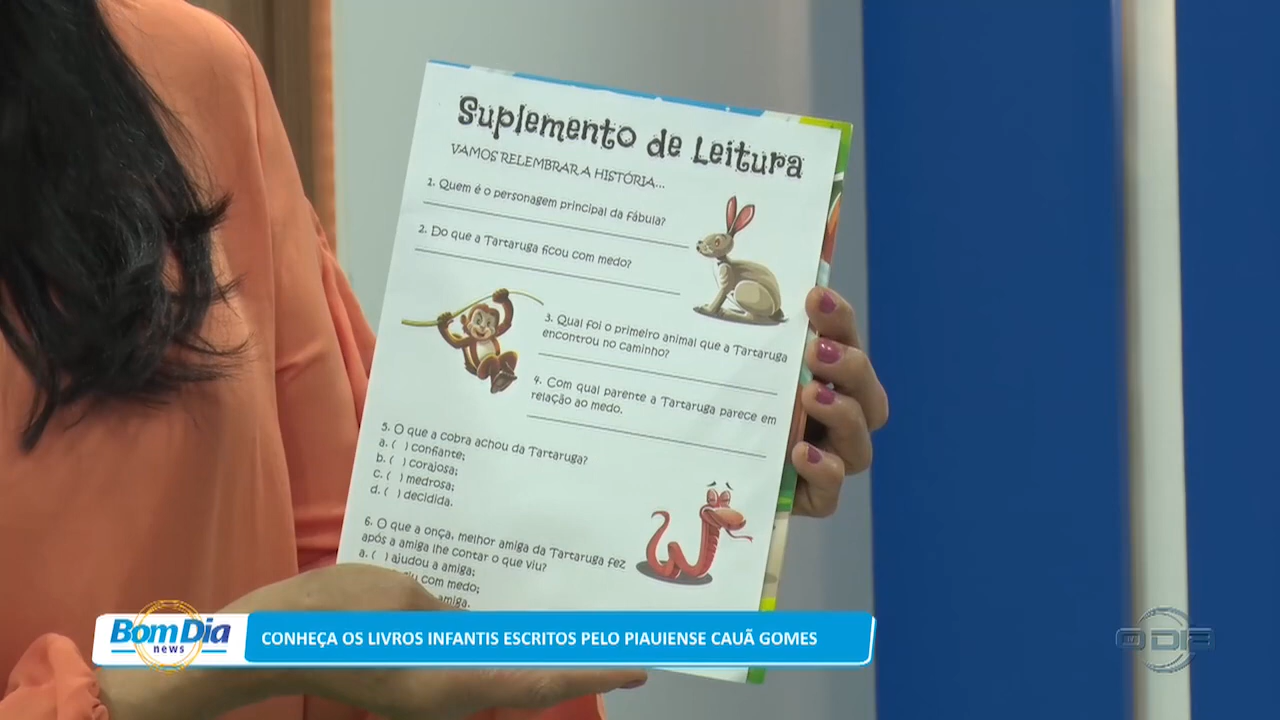 Suplemento de Leitura
VAMOS RELEMBRAR A HISTÓRIA...
1. Quem é o personagem principal da fábula?
2. Do que a Tartaruga ficou com medo?
3. Qual foi o primeiro animal que a Tartaruga
encontrou no caminho?
4. Com qual parente a Tartaruga parece em
relação ao medo.
5. O que a cobra achou da Tartaruga?
a. ( ) confiante;
b. ( ) corajosa;
c. ( ) medrosa;
d. ( ) decidida.
6. O que a onça, melhor amiga da Tartaruga fez
após a amiga lhe contar o que viu?
a. ( ) ajudou a amiga;
com medo;
amiga.
Bom Dia
news
CONHEÇA OS LIVROS INFANTIS ESCRITOS PELO PIAUIENSE CAUÃ GOMES
O DIA